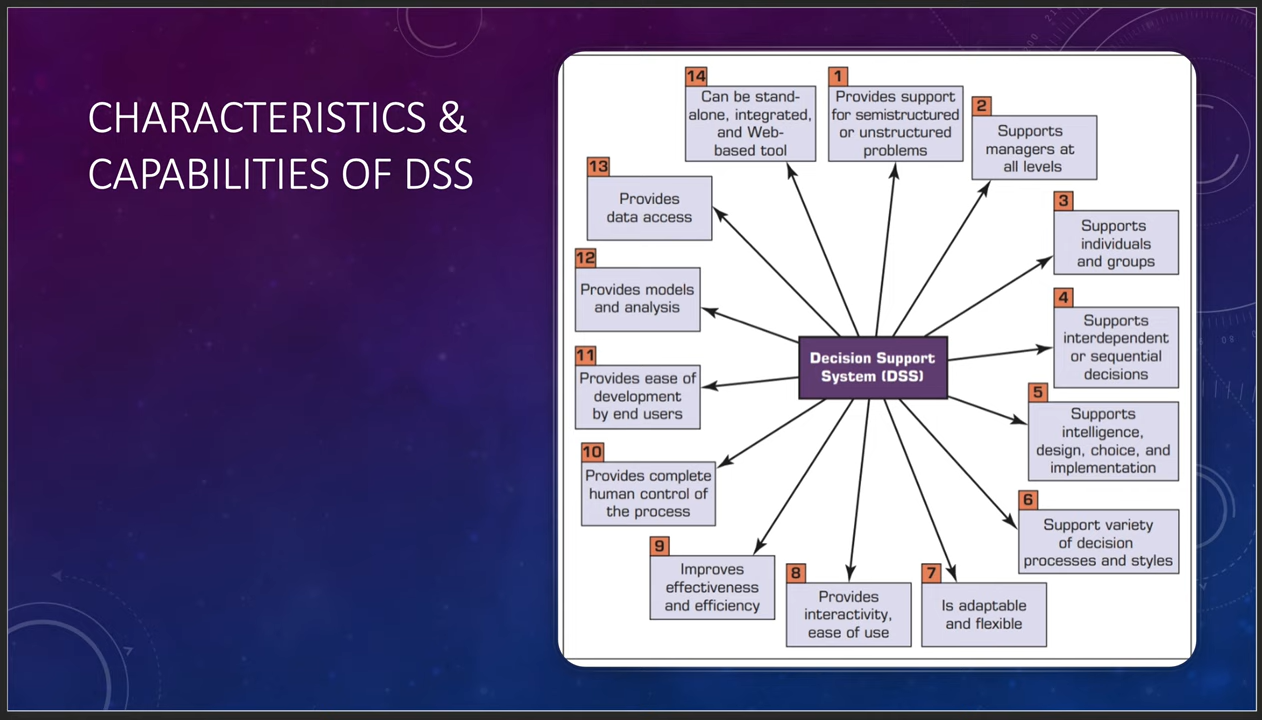 CHARACTERISTICS &
CAPABILITIES OF DSS
14
Can be stand-
alone, integrated,
and Web-
based tool
1
Provides support
for semistructured
or unstructured
problems
2
Supports
managers at
all levels
3
Supports
individuals
and groups
4
Supports
interdependent
or sequential
decisions
5
Supports
intelligence,
design, choice, and
implementation
6
Support variety
of decision
processes and styles
7
Is adaptable
and flexible
8
Provides
interactivity,
ease of use
9
Improves
effectiveness
and efficiency
10
Provides complete
human control of
the process
11
Provides ease of
development
by end users
12
Provides models
and analysis
13
Provides
data access
Decision Support
System (DSS)